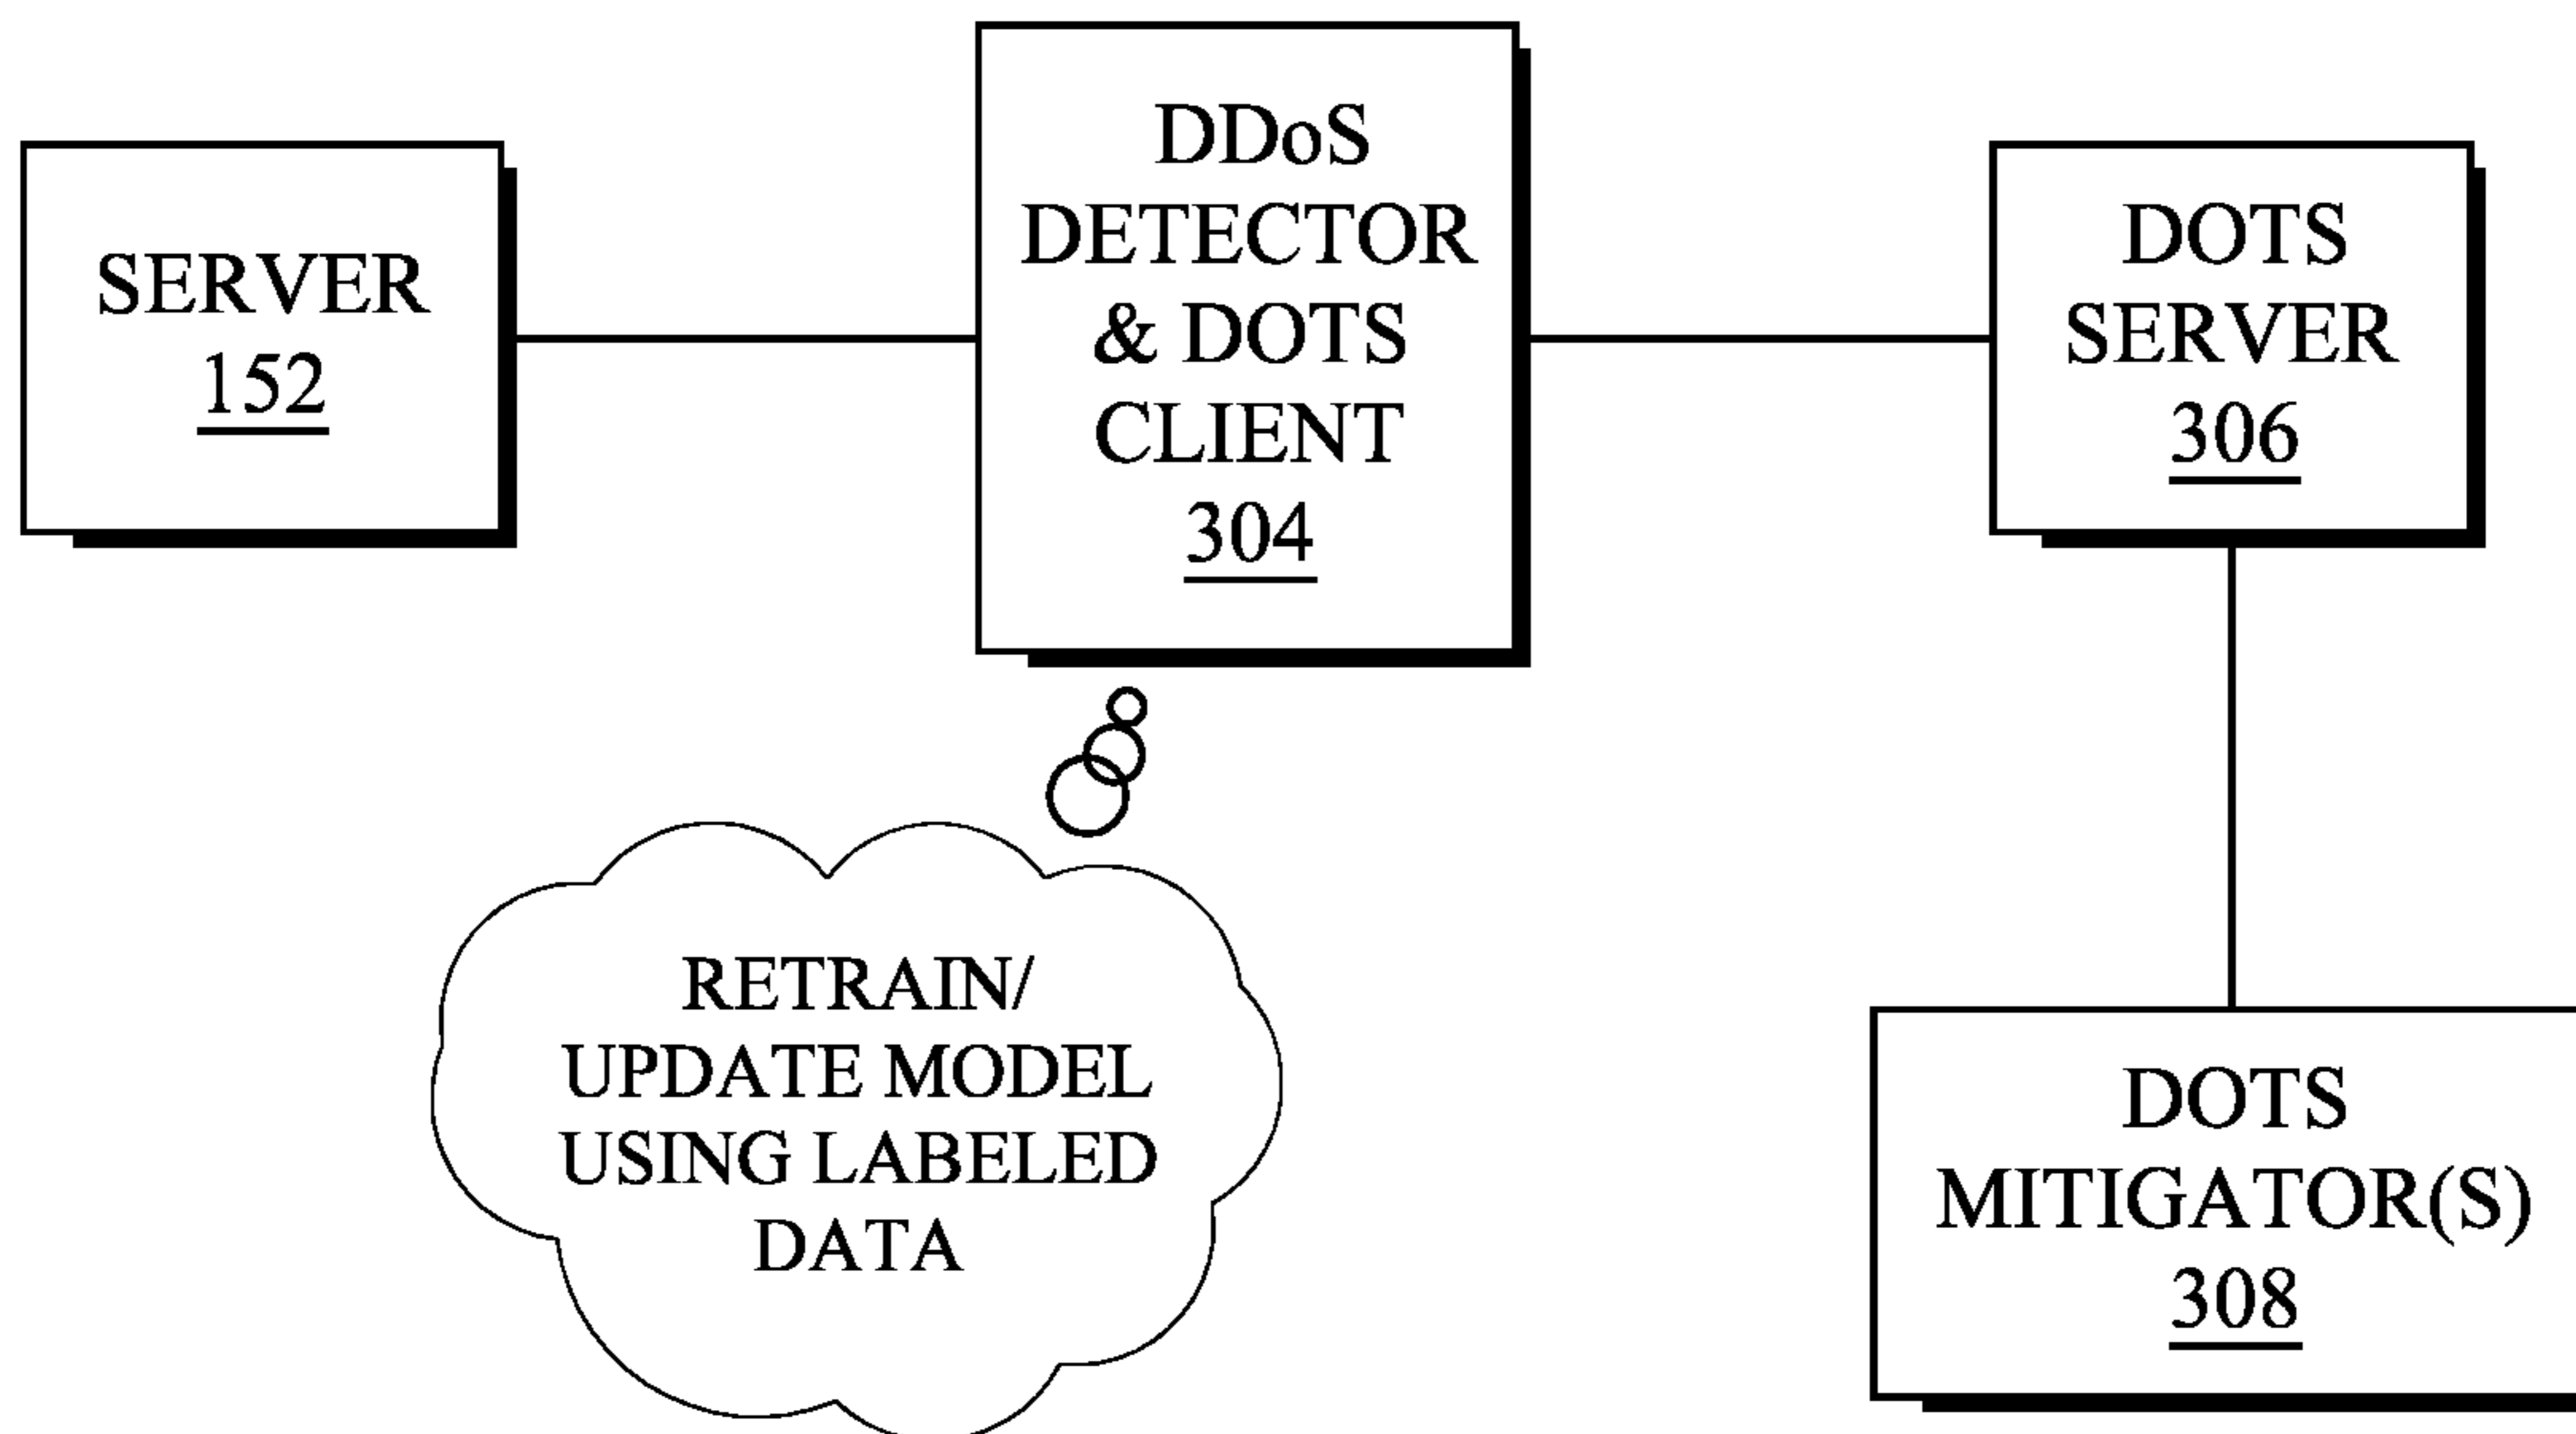 SERVER
152
DDoS
DETECTOR
& DOTS
CLIENT
304
DOTS
SERVER
306
RETRAIN/
UPDATE MODEL
USING LABELED
DATA
DOTS
MITIGATOR(S)
308